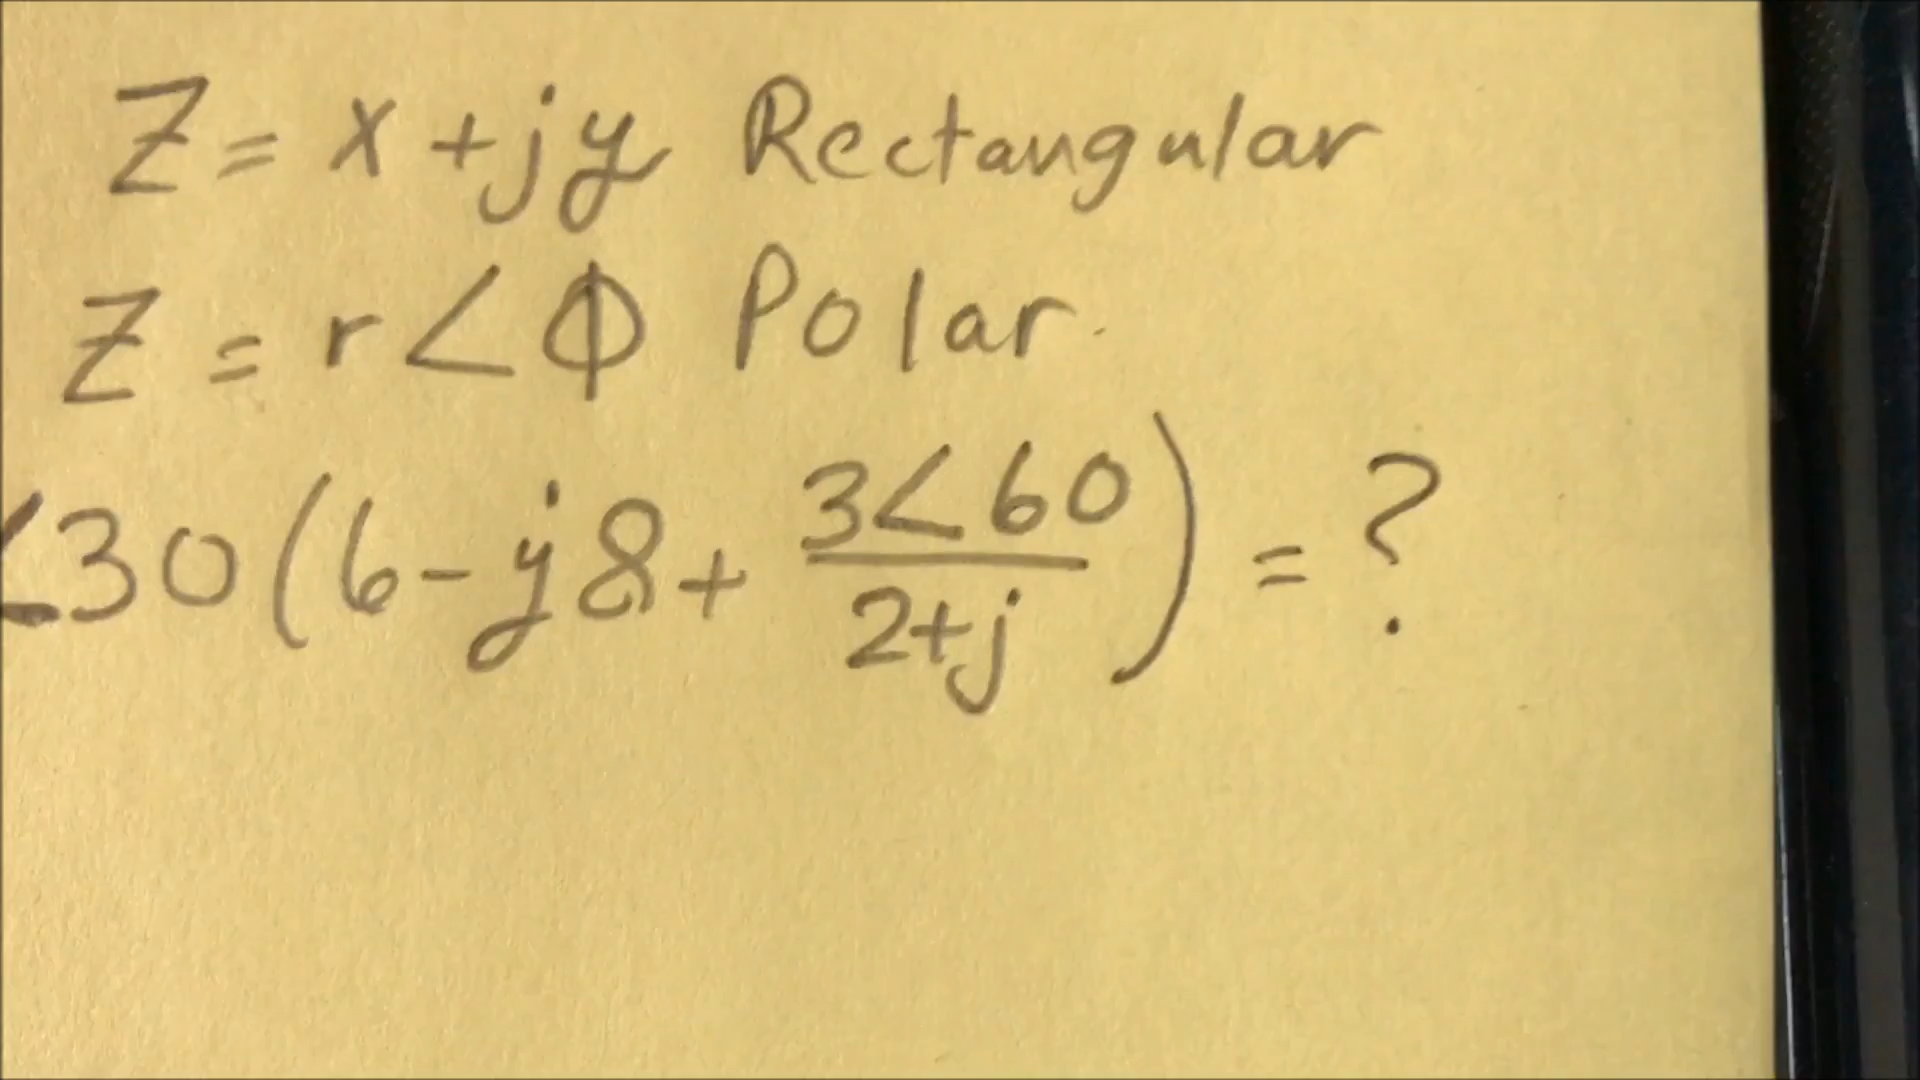 Z = x + jy Rectangular
Z = r∠Φ Polar
∠30(6 - j8 + 3∠60 / 2+j) = ?